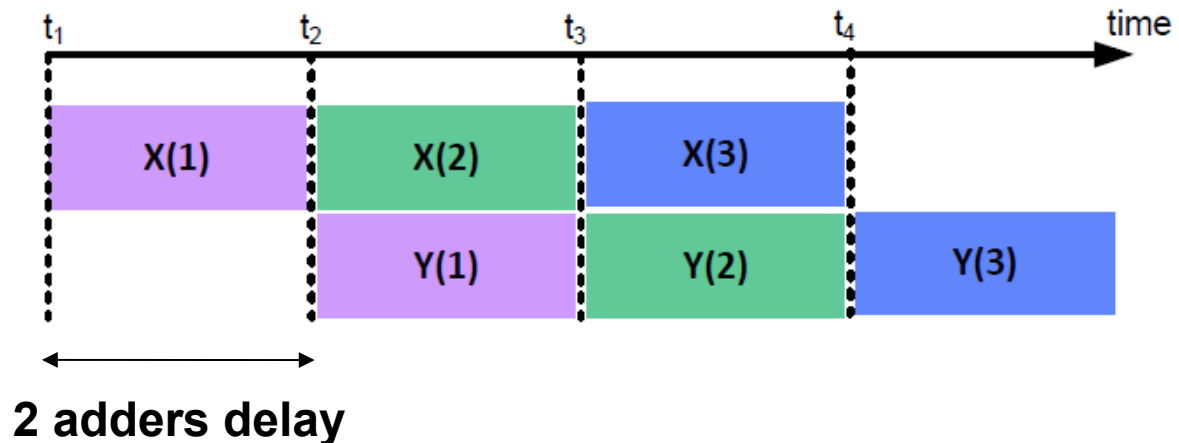 t₁ t₂ t₃ t₄ time
X(1) X(2) X(3)
Y(1) Y(2) Y(3)
2 adders delay